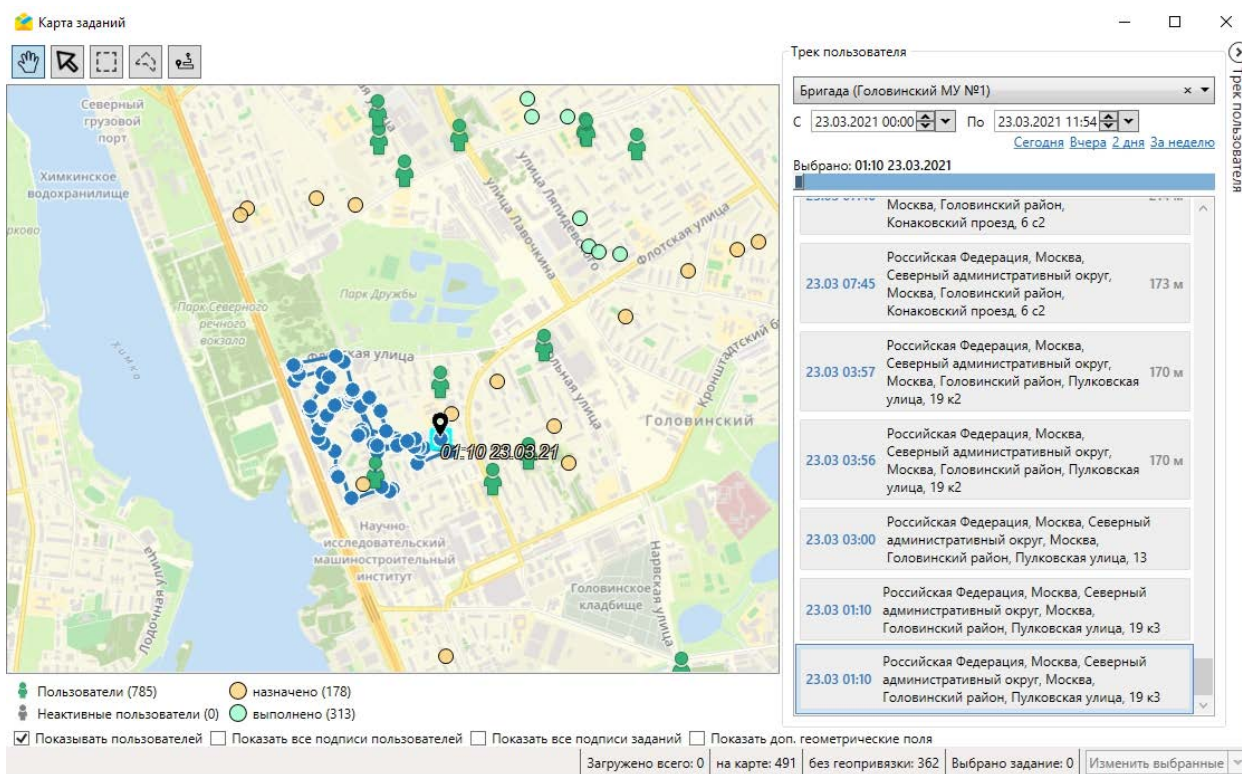 Карта заданий
Северный
грузовой
порт
Химкинское
водохранилище
улица Лавочкина
улица Ляпидевского
Флотская улица
Парк Дружбы
Парк Северного
речного
вокзала
Химка
Флотская улица
Головинский
01:10 23.03.21
Научно-
исследовательский
машиностроительный
институт
Нарвская улица
Головинское
кладбище
Лодочная улица
Пользователи (785)
назначено (178)
Неактивные пользователи (0)
выполнено (313)
Показывать пользователей
Показать все подписи пользователей
Показать все подписи заданий
Показать доп. геометрические поля
Трек пользователя
Трек пользователя
Бригада (Головинский МУ №1)
С 23.03.2021 00:00 По 23.03.2021 11:54
Сегодня Вчера 2 дня За неделю
Выбрано: 01:10 23.03.2021
Москва, Головинский район,
Конаковский проезд, 6 с2
Российская Федерация, Москва,
Северный административный округ,
23.03 07:45 Москва, Головинский район, 173 м
Конаковский проезд, 6 с2
Российская Федерация, Москва,
Северный административный округ,
23.03 03:57 Москва, Головинский район, Пулковская 170 м
улица, 19 к2
Российская Федерация, Москва,
Северный административный округ,
23.03 03:56 Москва, Головинский район, Пулковская 170 м
улица, 19 к2
Российская Федерация, Москва, Северный
23.03 03:00 административный округ, Москва,
Головинский район, Пулковская улица, 13
Российская Федерация, Москва, Северный
23.03 01:10 административный округ, Москва,
Головинский район, Пулковская улица, 19 к3
Российская Федерация, Москва, Северный
23.03 01:10 административный округ, Москва,
Головинский район, Пулковская улица, 19 к3
Загружено всего: 0 на карте: 491 без геопривязки: 362 Выбрано задание: 0 Изменить выбранные